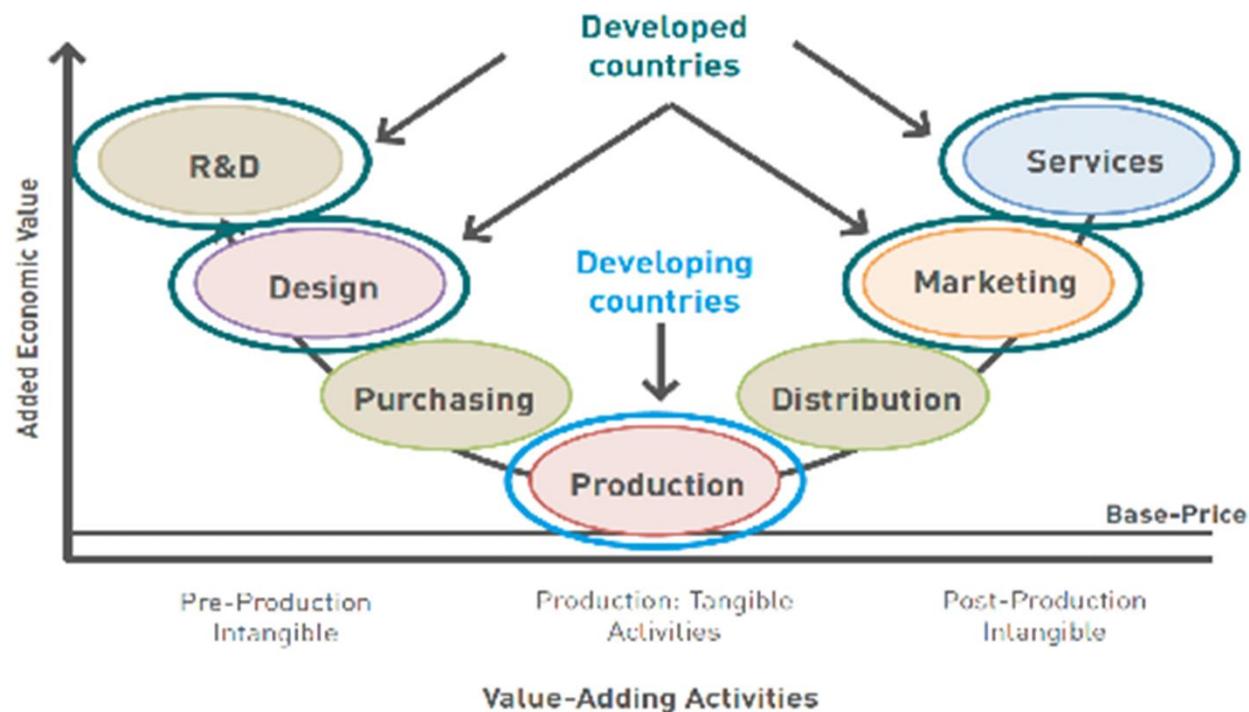 Developed
countries
R&D
Services
Design
Marketing
Developing
countries
Purchasing
Distribution
Production
Base-Price
Added Economic Value
Pre-Production
Intangible
Production: Tangible
Activities
Post-Production
Intangible
Value-Adding Activities